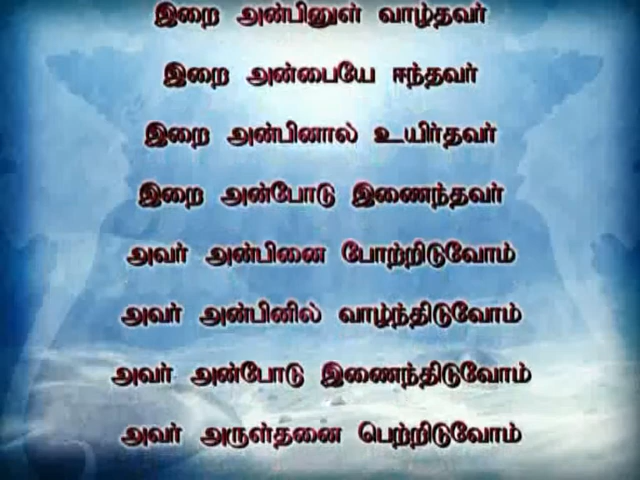 இறை அன்பினுள் வாழ்தவர்
இறை அன்பையே ஈந்தவர்
இறை அன்பினால் உயிர்தவர்
இறை அன்போடு இணைந்தவர்
அவர் அன்பினை போற்றிடுவோம்
அவர் அன்பினில் வாழ்ந்திடுவோம்
அவர் அன்போடு இணைந்திடுவோம்
அவர் அருள்தனை பெற்றிடுவோம்